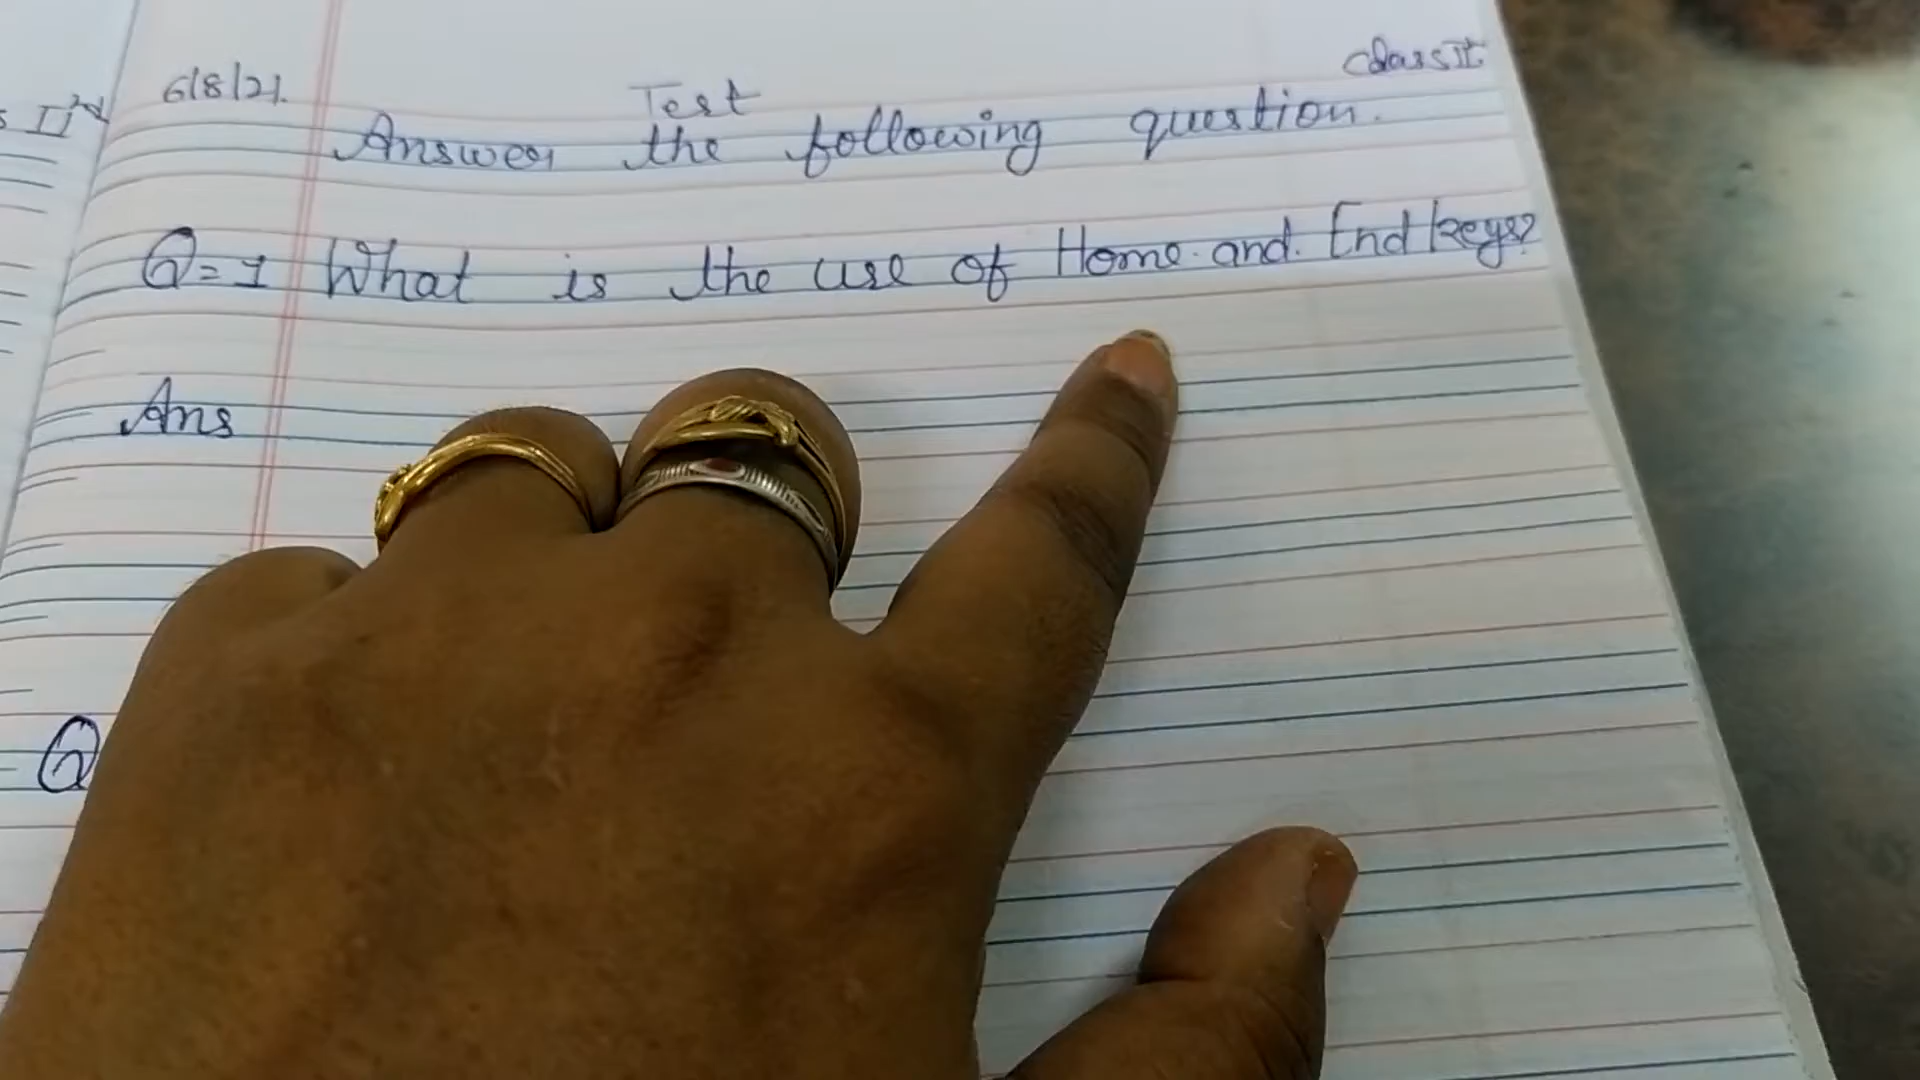 s IInd
6/8/21.
Class II
Test
Answer the following question.
Q=1 What is the use of Home and End keys?
Ans
Q